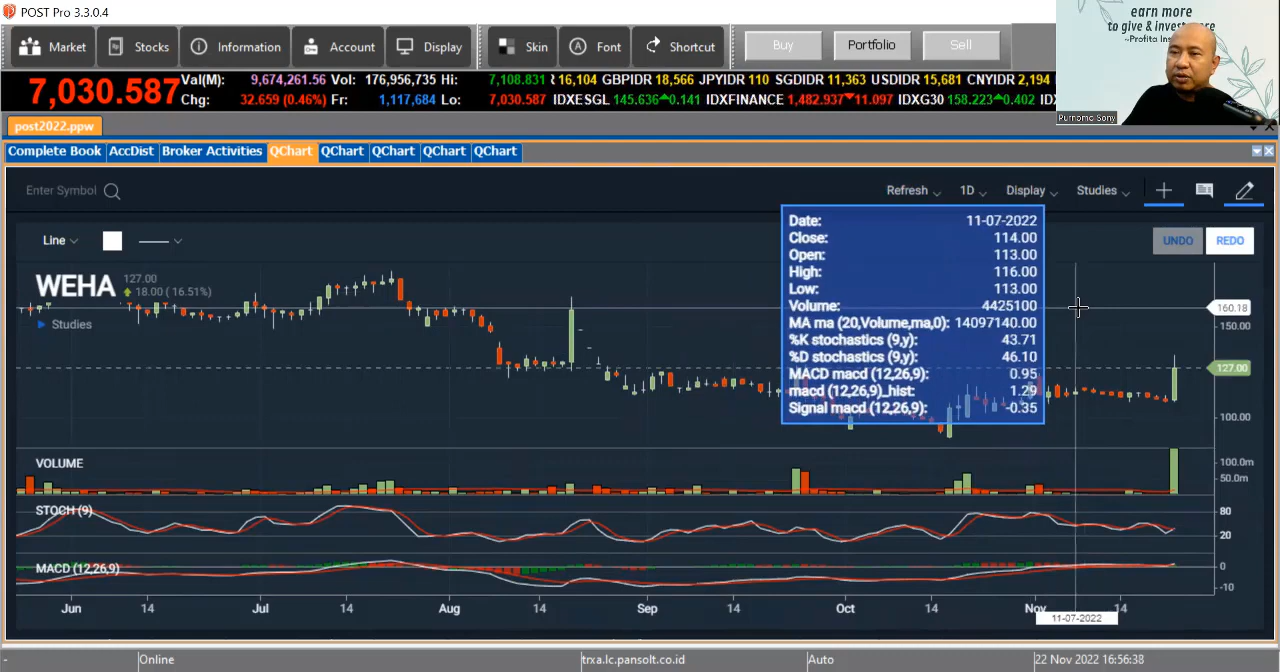 POST Pro 3.3.0.4
earn more
to give & invest more
~Profita Ins
Purnomo Sony
Market Stocks Information Account Display Skin Font Shortcut Buy Portfolio Sell
7,030.587
Val(M): 9,674,261.56 Vol: 176,956,735 Hi: 7,108.831 16,104 GBPIDR 18,566 JPYIDR 110 SGDIDR 11,363 USDIDR 15,681 CNYIDR 2,194
Chg: 32.659 (0.46%) Fr: 1,117,684 Lo: 7,030.587 IDXESGL 145.636▲0.141 IDXFINANCE 1,482.937▼11.097 IDXG30 158.223▲0.402
post2022.ppw
Complete Book AccDist Broker Activities QChart QChart QChart QChart QChart
Enter Symbol Refresh 1D Display Studies
Line UNDO REDO
WEHA 127.00
▲ 18.00 ( 16.51%)
▶ Studies
Date: 11-07-2022
Close: 114.00
Open: 113.00
High: 116.00
Low: 113.00
Volume: 4425100
MA ma (20,Volume,ma,0): 14097140.00
%K stochastics (9,y): 43.71
%D stochastics (9,y): 46.10
MACD macd (12,26,9): 0.95
macd (12,26,9)_hist: 1.29
Signal macd (12,26,9): -0.35
160.18
150.00
127.00
100.00
VOLUME
100.0m
50.0m
STOCH (9)
80
20
MACD (12,26,9)
0
-10
Jun 14 Jul 14 Aug 14 Sep 14 Oct 14 Nov 14
11-07-2022
- Online trxa.lc.pansolt.co.id Auto 22 Nov 2022 16:56:38